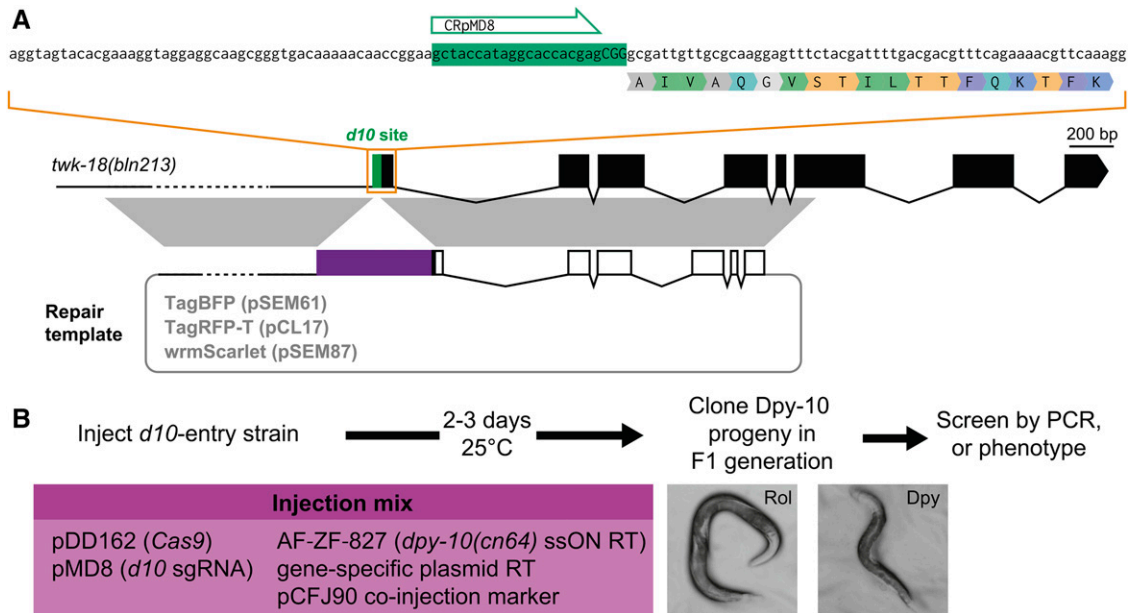 A
CRpMD8
aggtagtacacgaaaggtaggaggcaagcgggtgacaaaaacaaccggaagctaccataggcaccacgagCGGgcgattgttgcgcaaggagtttctacgattttgacgacgtttcagaaaacgttcaaagg
A I V A Q G V S T I L T T F Q K T F K
d10 site
200 bp
twk-18(bln213)
Repair template
TagBFP (pSEM61)
TagRFP-T (pCL17)
wrmScarlet (pSEM87)
B
Inject d10-entry strain
2-3 days
25°C
Clone Dpy-10
progeny in
F1 generation
Screen by PCR,
or phenotype
Injection mix
pDD162 (Cas9)
pMD8 (d10 sgRNA)
AF-ZF-827 (dpy-10(cn64) ssON RT)
gene-specific plasmid RT
pCFJ90 co-injection marker
Rol
Dpy